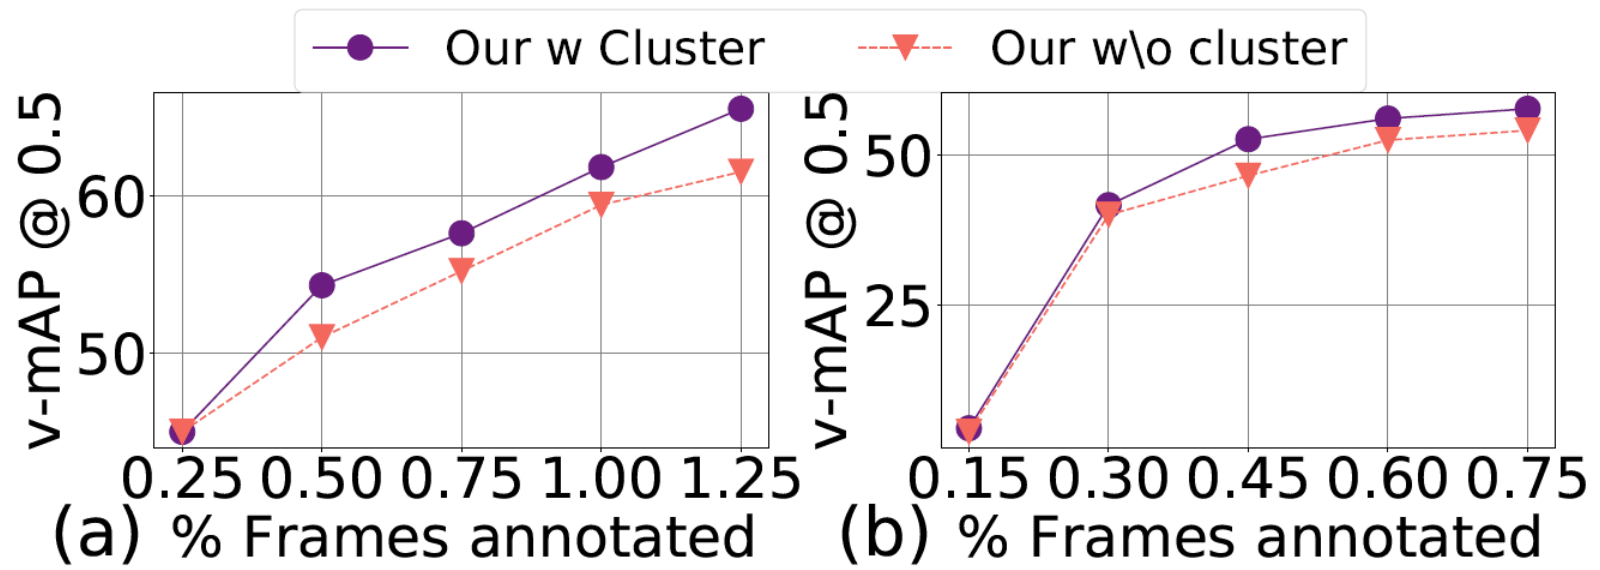 Our w Cluster
Our w\o cluster
v-mAP @ 0.5
60
50
0.25 0.50 0.75 1.00 1.25
(a) % Frames annotated
v-mAP @ 0.5
50
25
0.15 0.30 0.45 0.60 0.75
(b) % Frames annotated